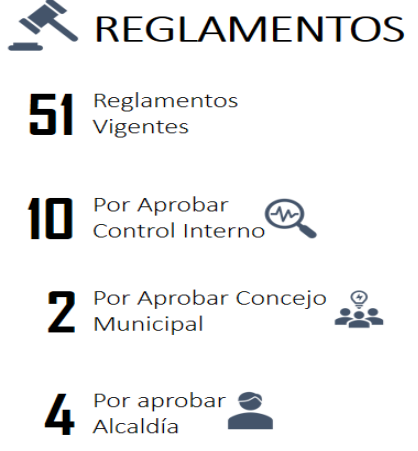 REGLAMENTOS
51 Reglamentos
Vigentes
10 Por Aprobar
Control Interno
2 Por Aprobar Concejo
Municipal
4 Por aprobar
Alcaldía